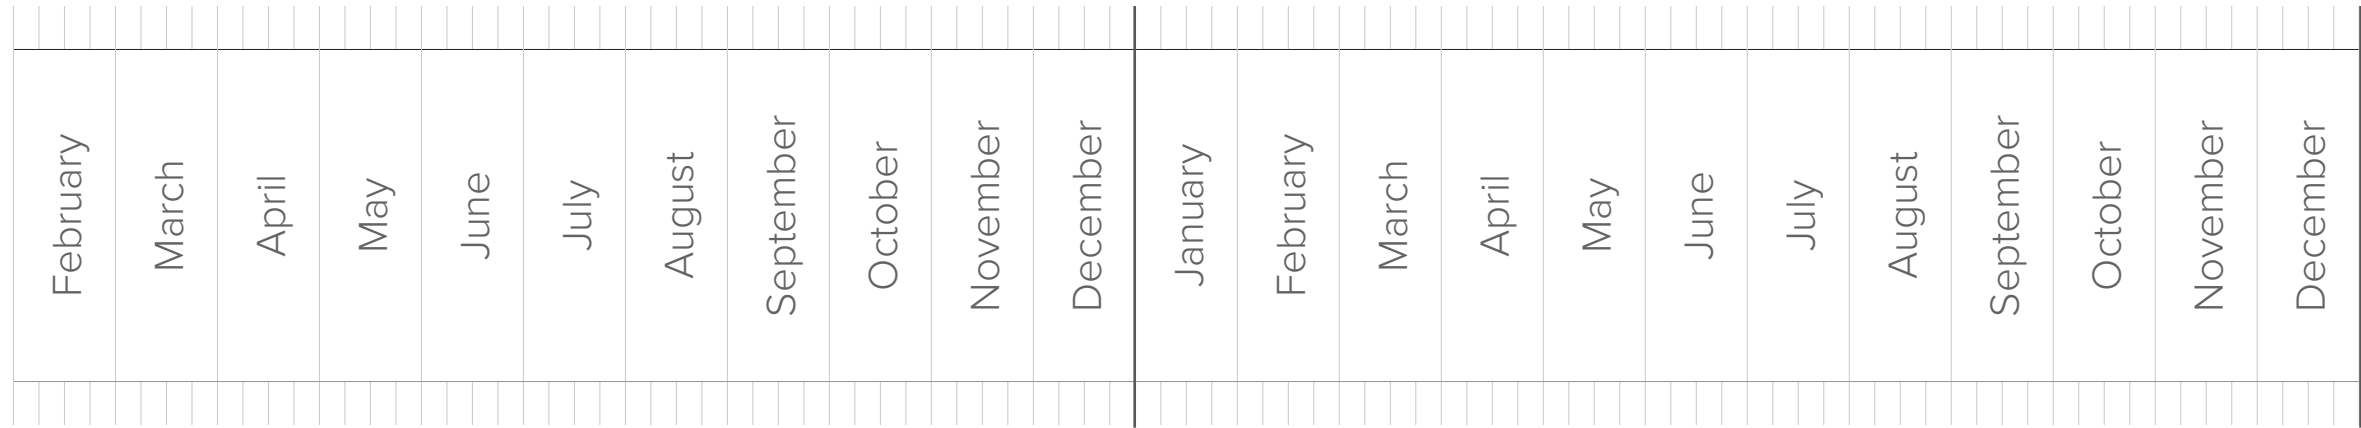 February
March
April
May
June
July
August
September
October
November
December
January
February
March
April
May
June
July
August
September
October
November
December